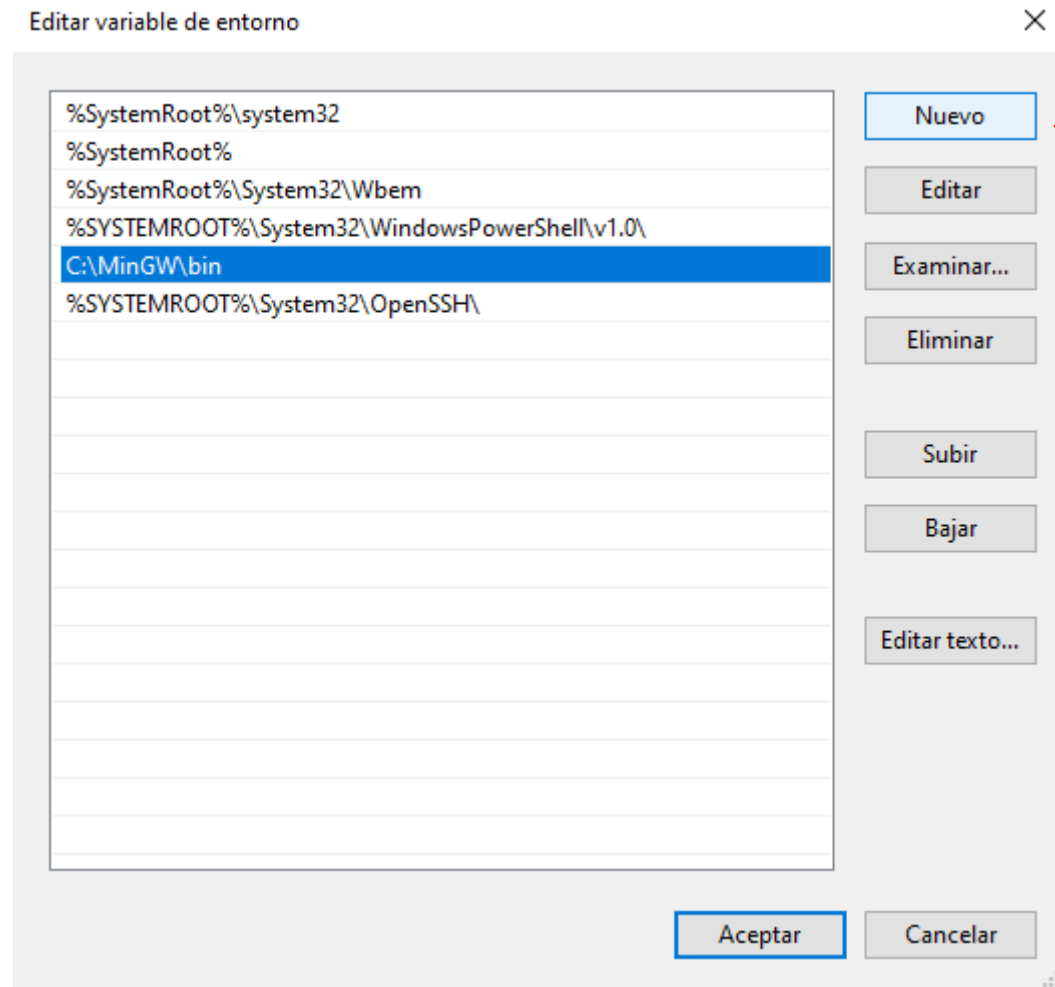 Editar variable de entorno
%SystemRoot%\system32
%SystemRoot%
%SystemRoot%\System32\Wbem
%SYSTEMROOT%\System32\WindowsPowerShell\v1.0\
C:\MinGW\bin
%SYSTEMROOT%\System32\OpenSSH\
Nuevo
Editar
Examinar...
Eliminar
Subir
Bajar
Editar texto...
Aceptar
Cancelar